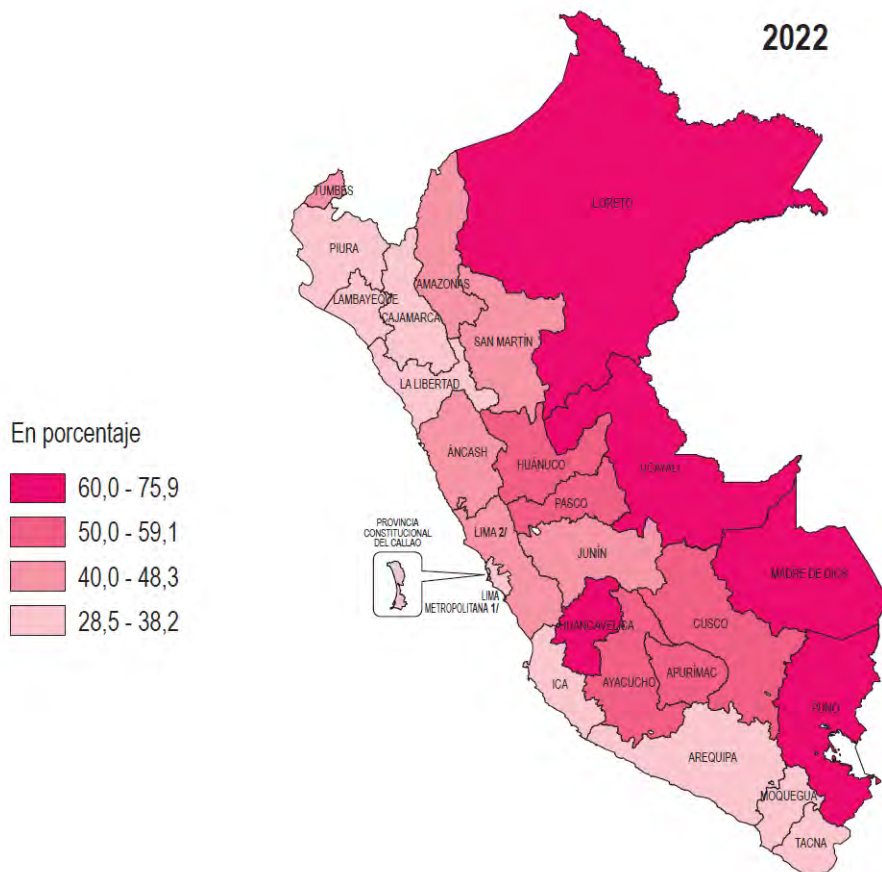 2022
LORETO
TUMBES
PIURA
AMAZONAS
LAMBAYEQUE
CAJAMARCA
SAN MARTÍN
LA LIBERTAD
En porcentaje
60,0 - 75,9
50,0 - 59,1
40,0 - 48,3
28,5 - 38,2
ÁNCASH
HUÁNUCO
UCAYALI
PASCO
PROVINCIA
CONSTITUCIONAL
DEL CALLAO
LIMA 2/
JUNÍN
MADRE DE DIOS
LIMA
METROPOLITANA 1/
HUANCAVELICA
CUSCO
ICA
AYACUCHO
APURÍMAC
PUNO
AREQUIPA
MOQUEGUA
TACNA